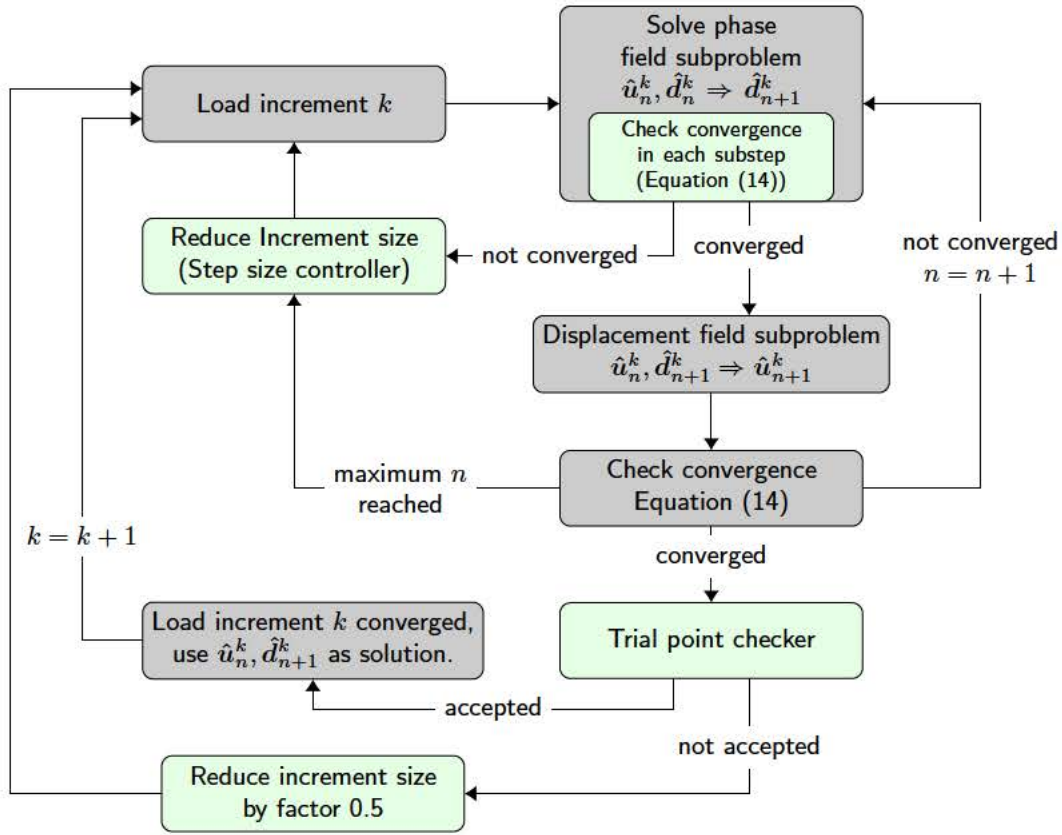 Solve phase
field subproblem
û_n^k, d̂_n^k ⇒ d̂_{n+1}^k
Load increment k
Check convergence
in each substep
(Equation (14))
Reduce Increment size
(Step size controller)
not converged
converged
not converged
n = n + 1
Displacement field subproblem
û_n^k, d̂_{n+1}^k ⇒ û_{n+1}^k
maximum n
reached
Check convergence
Equation (14)
k = k + 1
converged
Load increment k converged,
use û_n^k, d̂_{n+1}^k as solution.
Trial point checker
accepted
not accepted
Reduce increment size
by factor 0.5